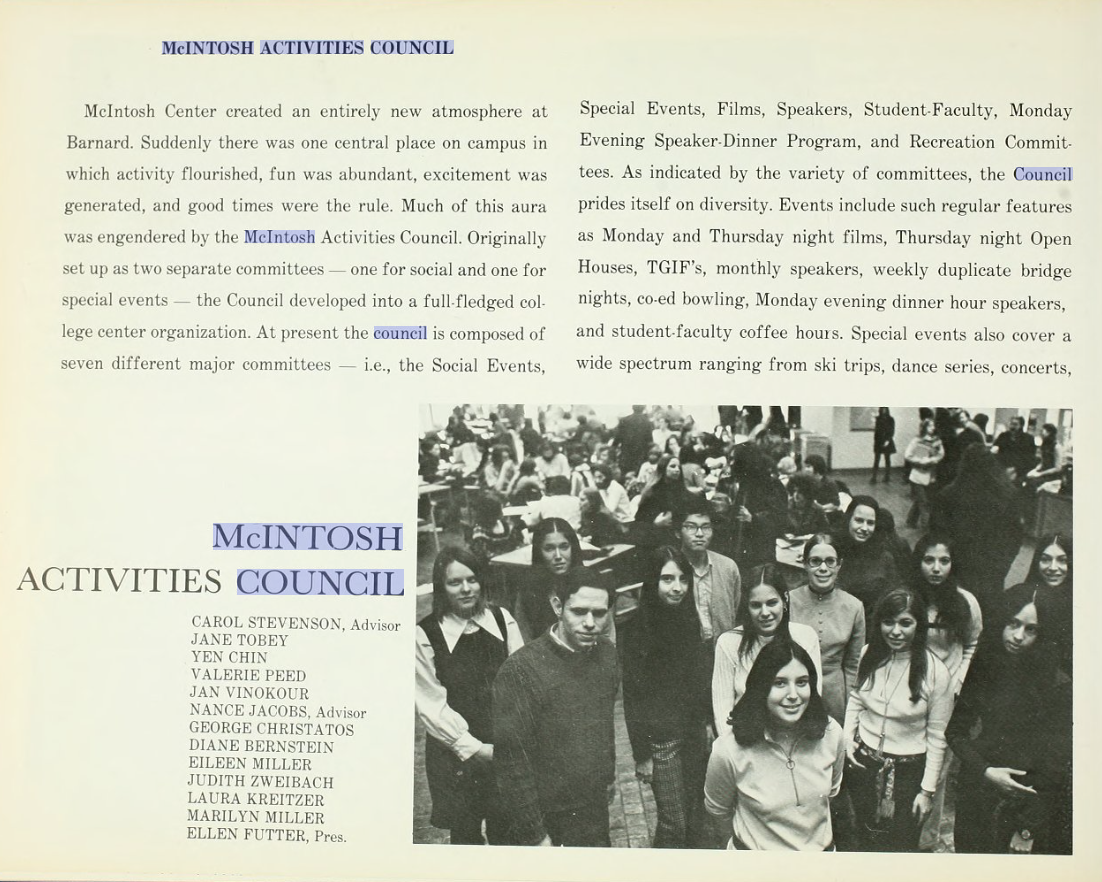 McINTOSH ACTIVITIES COUNCIL
McIntosh Center created an entirely new atmosphere at
Barnard. Suddenly there was one central place on campus in
which activity flourished, fun was abundant, excitement was
generated, and good times were the rule. Much of this aura
was engendered by the McIntosh Activities Council. Originally
set up as two separate committees — one for social and one for
special events — the Council developed into a full-fledged col-
lege center organization. At present the council is composed of
seven different major committees — i.e., the Social Events,
Special Events, Films, Speakers, Student-Faculty, Monday
Evening Speaker-Dinner Program, and Recreation Commit-
tees. As indicated by the variety of committees, the Council
prides itself on diversity. Events include such regular features
as Monday and Thursday night films, Thursday night Open
Houses, TGIF's, monthly speakers, weekly duplicate bridge
nights, co-ed bowling, Monday evening dinner hour speakers,
and student-faculty coffee hours. Special events also cover a
wide spectrum ranging from ski trips, dance series, concerts,
McINTOSH
ACTIVITIES COUNCIL
CAROL STEVENSON, Advisor
JANE TOBEY
YEN CHIN
VALERIE PEED
JAN VINOKOUR
NANCE JACOBS, Advisor
GEORGE CHRISTATOS
DIANE BERNSTEIN
EILEEN MILLER
JUDITH ZWEIBACH
LAURA KREITZER
MARILYN MILLER
ELLEN FUTTER, Pres.